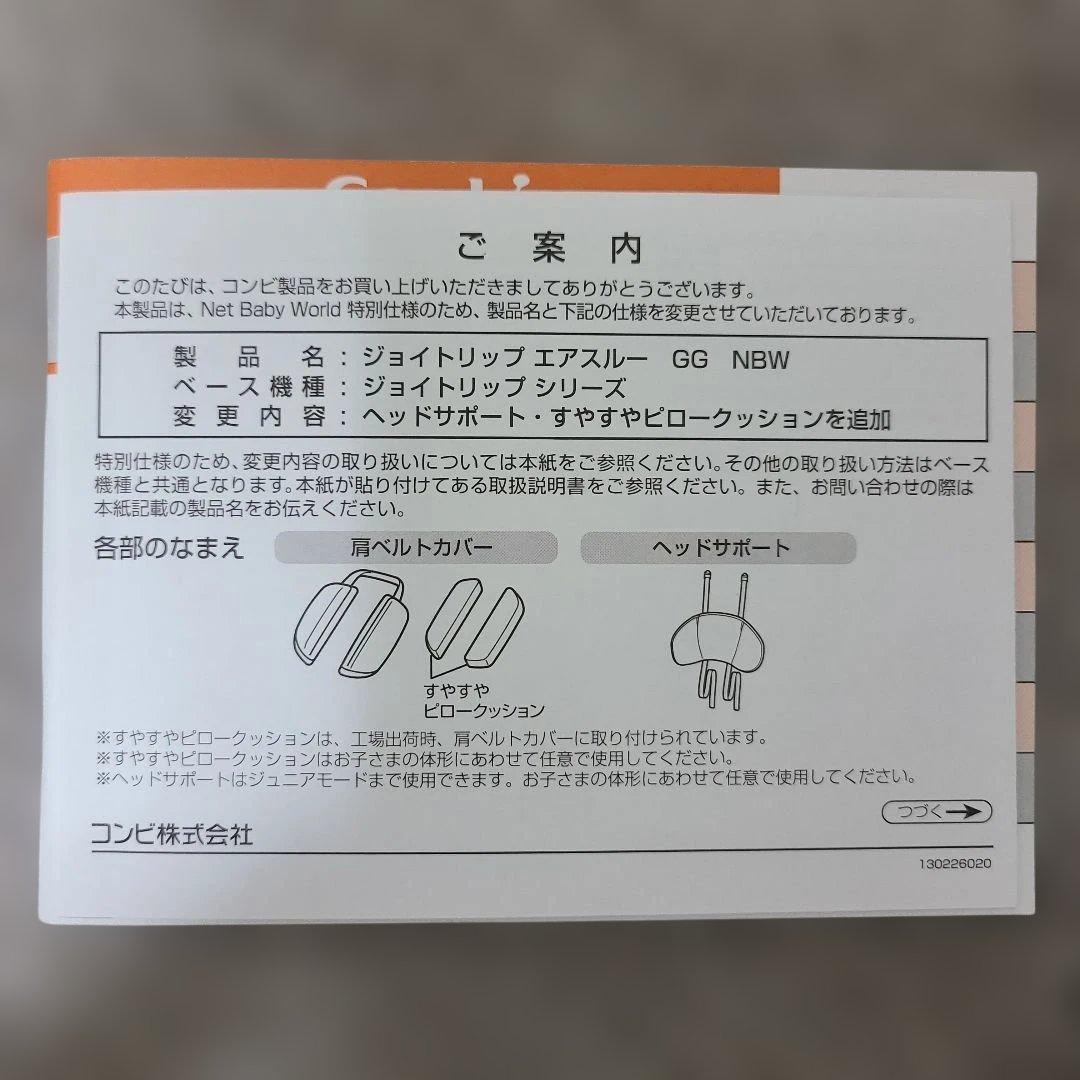 ご案内
このたびは、コンビ製品をお買い上げいただきましてありがとうございます。
本製品は、Net Baby World 特別仕様のため、製品名と下記の仕様を変更させていただいております。
製品名：ジョイトリップ エアスルー　GG　NBW
ベース機種：ジョイトリップ シリーズ
変更内容：ヘッドサポート・すやすやピロークッションを追加
特別仕様のため、変更内容の取り扱いについては本紙をご参照ください。その他の取り扱い方法はベース
機種と共通となります。本紙が貼り付けてある取扱説明書をご参照ください。また、お問い合わせの際は
本紙記載の製品名をお伝えください。
各部のなまえ
肩ベルトカバー
ヘッドサポート
すやすや
ピロークッション
※すやすやピロークッションは、工場出荷時、肩ベルトカバーに取り付けられています。
※すやすやピロークッションはお子さまの体形にあわせて任意で使用してください。
※ヘッドサポートはジュニアモードまで使用できます。お子さまの体形にあわせて任意で使用してください。
つづく
コンビ株式会社
130226020